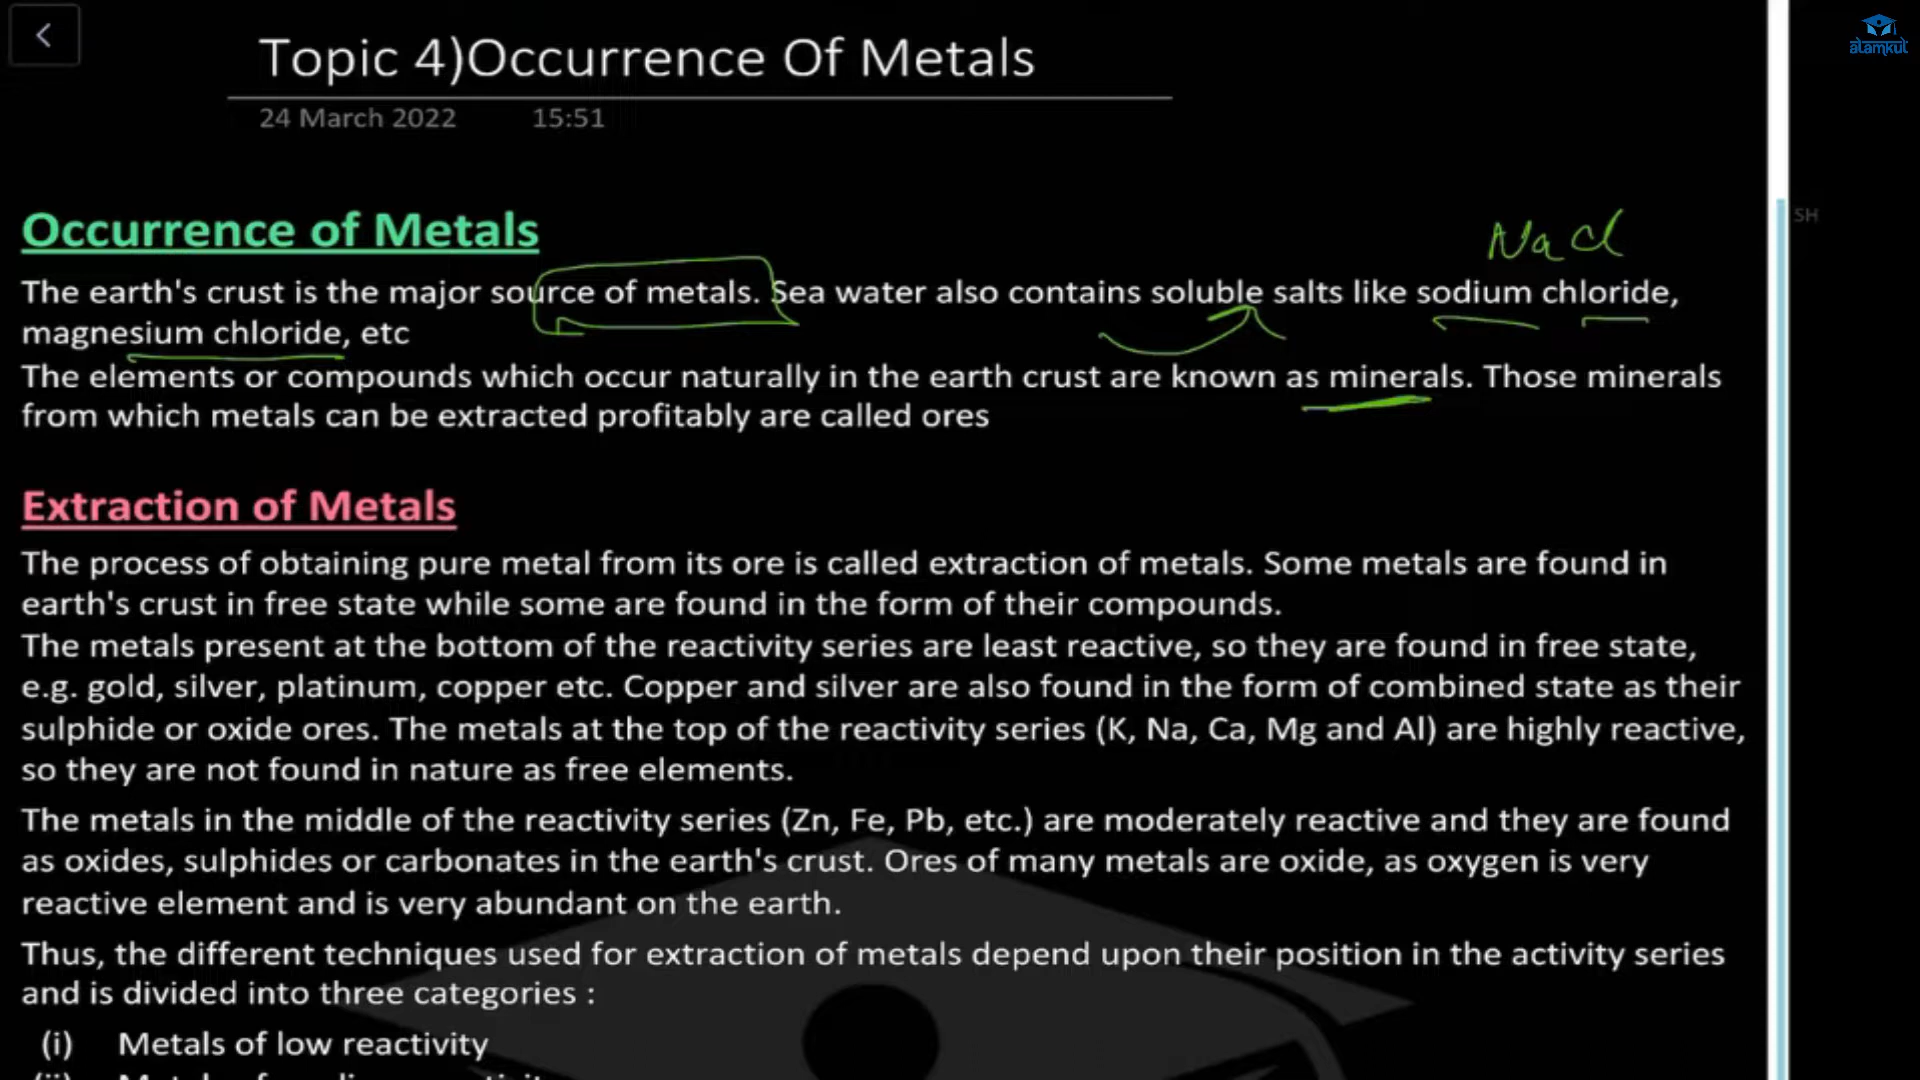 Topic 4)Occurrence Of Metals
24 March 2022 15:51
alamkul
SH
Occurrence of Metals
NaCl
The earth's crust is the major source of metals. Sea water also contains soluble salts like sodium chloride,
magnesium chloride, etc
The elements or compounds which occur naturally in the earth crust are known as minerals. Those minerals
from which metals can be extracted profitably are called ores
Extraction of Metals
The process of obtaining pure metal from its ore is called extraction of metals. Some metals are found in
earth's crust in free state while some are found in the form of their compounds.
The metals present at the bottom of the reactivity series are least reactive, so they are found in free state,
e.g. gold, silver, platinum, copper etc. Copper and silver are also found in the form of combined state as their
sulphide or oxide ores. The metals at the top of the reactivity series (K, Na, Ca, Mg and Al) are highly reactive,
so they are not found in nature as free elements.
The metals in the middle of the reactivity series (Zn, Fe, Pb, etc.) are moderately reactive and they are found
as oxides, sulphides or carbonates in the earth's crust. Ores of many metals are oxide, as oxygen is very
reactive element and is very abundant on the earth.
Thus, the different techniques used for extraction of metals depend upon their position in the activity series
and is divided into three categories :
(i) Metals of low reactivity